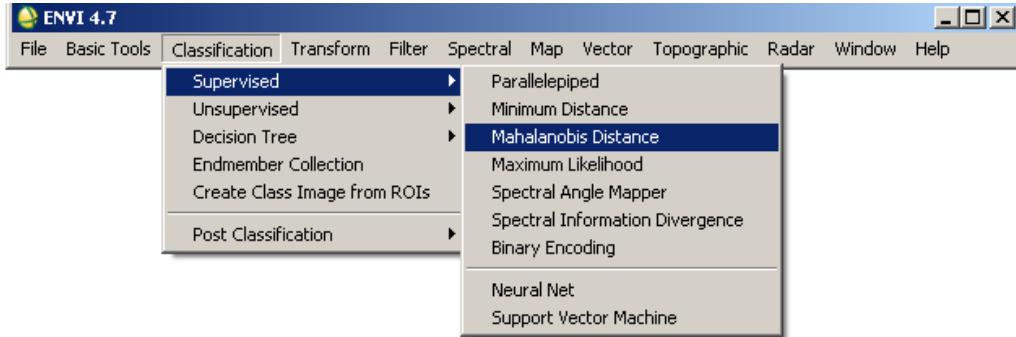 ENVI 4.7
File Basic Tools Classification Transform Filter Spectral Map Vector Topographic Radar Window Help
Supervised
Unsupervised
Decision Tree
Endmember Collection
Create Class Image from ROIs
Post Classification
Parallelepiped
Minimum Distance
Mahalanobis Distance
Maximum Likelihood
Spectral Angle Mapper
Spectral Information Divergence
Binary Encoding
Neural Net
Support Vector Machine